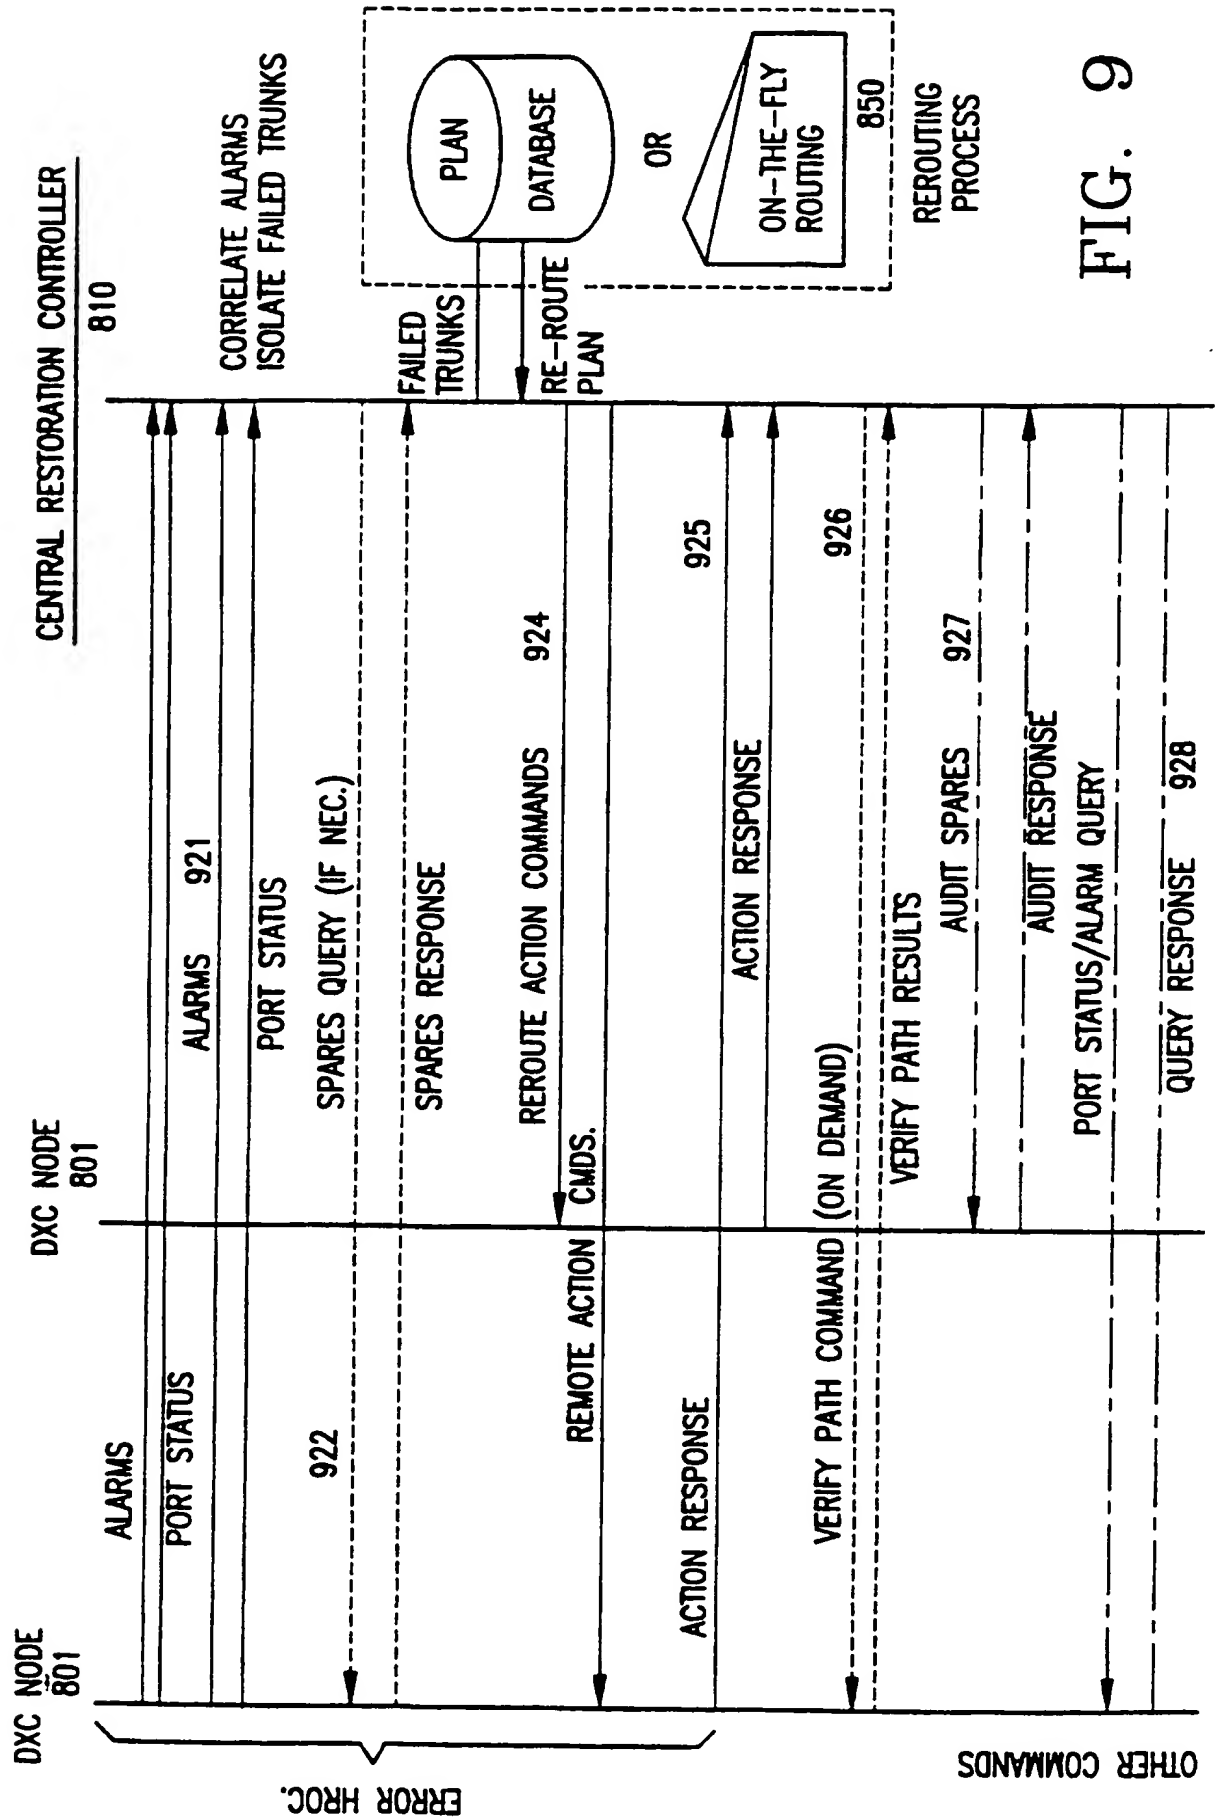 CENTRAL RESTORATION CONTROLLER
810
DXC NODE
801
DXC NODE
801
ALARMS
PORT STATUS
ALARMS 921
PORT STATUS
CORRELATE ALARMS
ISOLATE FAILED TRUNKS
922
SPARES QUERY (IF NEC.)
SPARES RESPONSE
FAILED
TRUNKS
RE-ROUTE
PLAN
PLAN
DATABASE
OR
ON-THE-FLY
ROUTING
850
REROUTING
PROCESS
REROUTE ACTION COMMANDS 924
REMOTE ACTION CMDS.
ACTION RESPONSE
925
ACTION RESPONSE
VERIFY PATH COMMAND (ON DEMAND)
926
VERIFY PATH RESULTS
AUDIT SPARES 927
AUDIT RESPONSE
PORT STATUS/ALARM QUERY
QUERY RESPONSE 928
ERROR HROC.
OTHER COMMANDS
FIG. 9